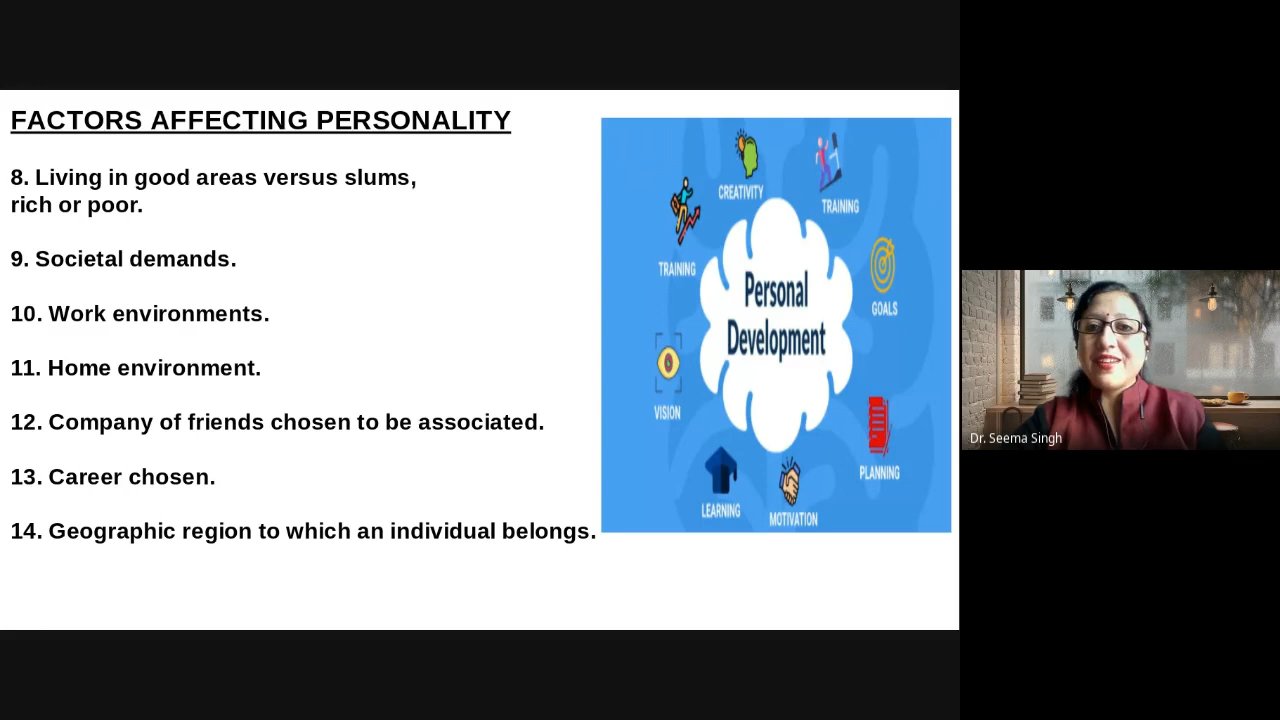 FACTORS AFFECTING PERSONALITY
8. Living in good areas versus slums,
rich or poor.
9. Societal demands.
10. Work environments.
11. Home environment.
12. Company of friends chosen to be associated.
13. Career chosen.
14. Geographic region to which an individual belongs.
CREATIVITY
TRAINING
TRAINING
GOALS
Personal
Development
VISION
PLANNING
LEARNING
MOTIVATION
Dr. Seema Singh